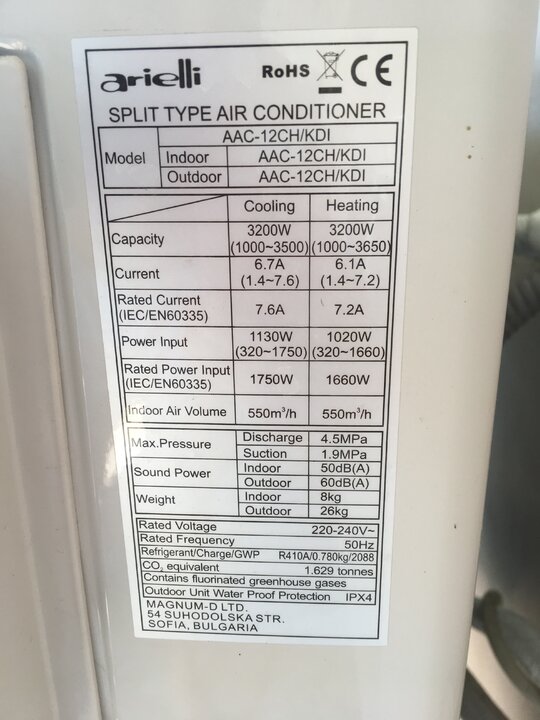 arielli RoHS CE
SPLIT TYPE AIR CONDITIONER
Model AAC-12CH/KDI
Indoor AAC-12CH/KDI
Outdoor AAC-12CH/KDI
Cooling Heating
Capacity 3200W (1000~3500) 3200W (1000~3650)
Current 6.7A (1.4~7.6) 6.1A (1.4~7.2)
Rated Current (IEC/EN60335) 7.6A 7.2A
Power Input 1130W (320~1750) 1020W (320~1660)
Rated Power Input (IEC/EN60335) 1750W 1660W
Indoor Air Volume 550m³/h 550m³/h
Max.Pressure Discharge 4.5MPa
Suction 1.9MPa
Sound Power Indoor 50dB(A)
Outdoor 60dB(A)
Weight Indoor 8kg
Outdoor 26kg
Rated Voltage 220-240V~
Rated Frequency 50Hz
Refrigerant/Charge/GWP R410A/0.780kg/2088
CO₂ equivalent 1.629 tonnes
Contains fluorinated greenhouse gases
Outdoor Unit Water Proof Protection IPX4
MAGNUM-D LTD.
54 SUHODOLSKA STR.
SOFIA, BULGARIA